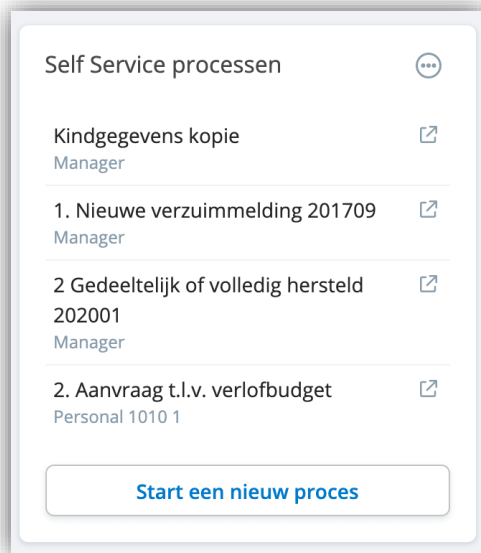 Self Service processen
Kindgegevens kopie
Manager
1. Nieuwe verzuimmelding 201709
Manager
2 Gedeeltelijk of volledig hersteld
202001
Manager
2. Aanvraag t.l.v. verlofbudget
Personal 1010 1
Start een nieuw proces